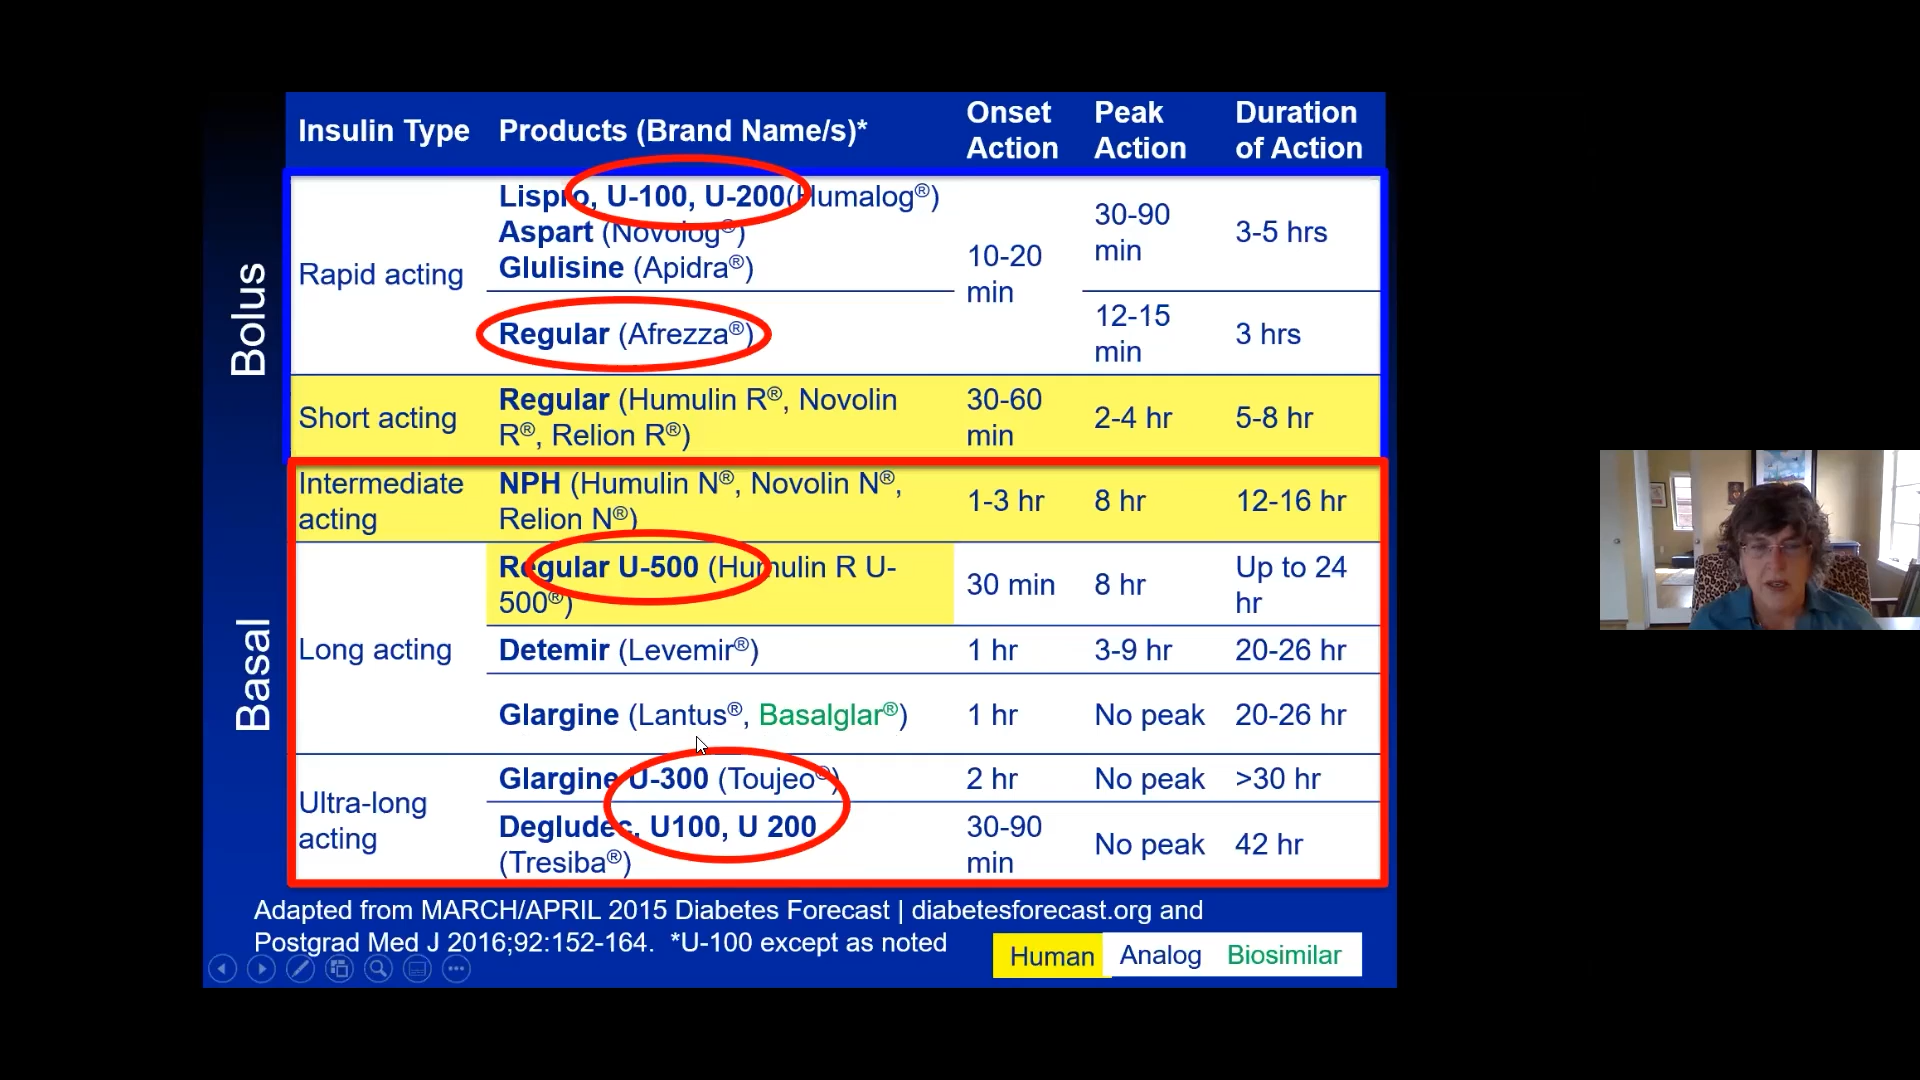 Insulin Type Products (Brand Name/s)* Onset Action Peak Action Duration of Action
Bolus
Rapid acting
Lispro, U-100, U-200(Humalog®)
Aspart (Novolog®)
Glulisine (Apidra®)
10-20 min
30-90 min
3-5 hrs
Regular (Afrezza®)
12-15 min
3 hrs
Short acting
Regular (Humulin R®, Novolin
R®, Relion R®)
30-60 min
2-4 hr
5-8 hr
Basal
Intermediate acting
NPH (Humulin N®, Novolin N®,
Relion N®)
1-3 hr
8 hr
12-16 hr
Long acting
Regular U-500 (Humulin R U-
500®)
30 min
8 hr
Up to 24 hr
Detemir (Levemir®)
1 hr
3-9 hr
20-26 hr
Glargine (Lantus®, Basalglar®)
1 hr
No peak
20-26 hr
Ultra-long acting
Glargine U-300 (Toujeo®)
2 hr
No peak
>30 hr
Degludec, U100, U 200
(Tresiba®)
30-90 min
No peak
42 hr
Adapted from MARCH/APRIL 2015 Diabetes Forecast | diabetesforecast.org and
Postgrad Med J 2016;92:152-164. *U-100 except as noted
Human Analog Biosimilar